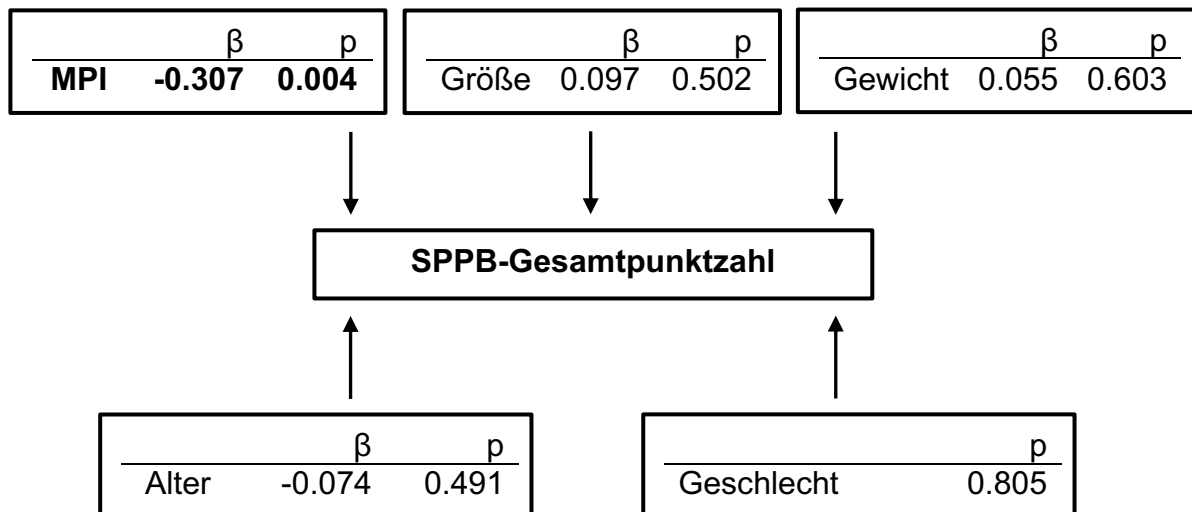 β p
MPI -0.307 0.004
β p
Größe 0.097 0.502
β p
Gewicht 0.055 0.603
SPPB-Gesamtpunktzahl
β p
Alter -0.074 0.491
p
Geschlecht 0.805